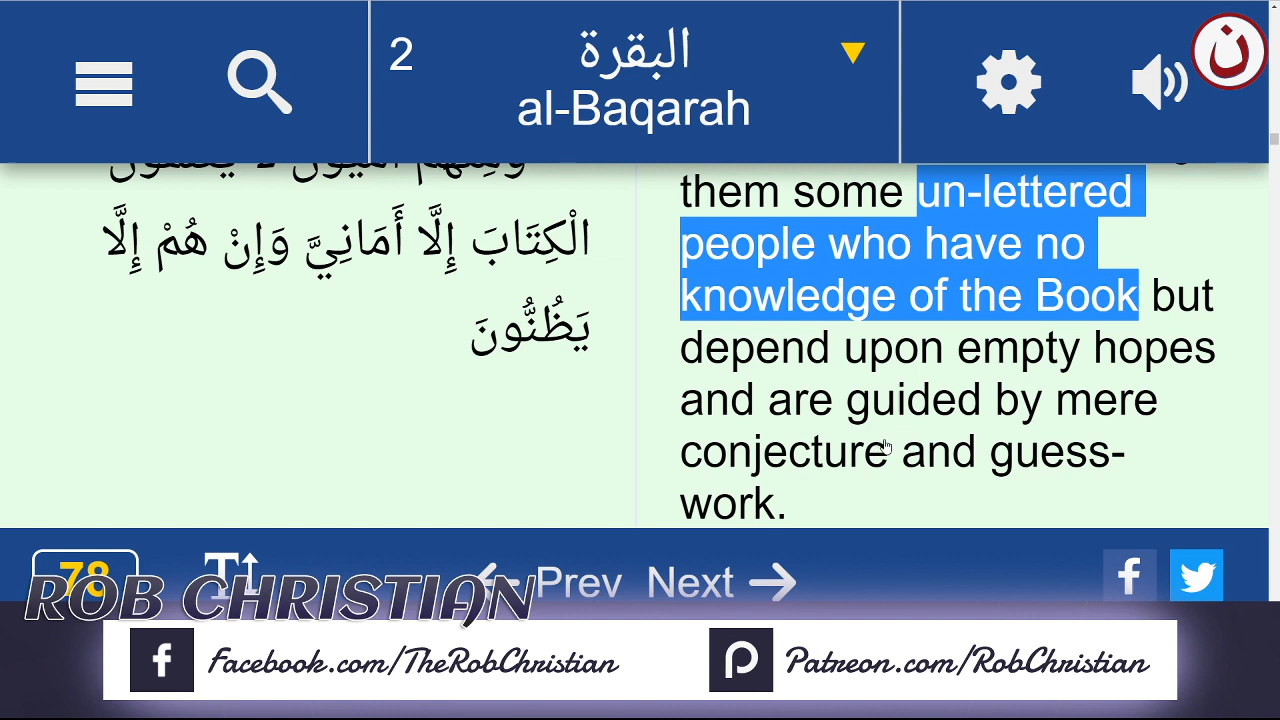 2
البقرة
al-Baqarah
ن
الْكِتَابَ إِلَّا أَمَانِيَّ وَإِنْ هُمْ إِلَّا
يَظُنُّونَ
them some un-lettered
people who have no
knowledge of the Book but
depend upon empty hopes
and are guided by mere
conjecture and guess-
work.
78
T
Prev Next
ROB CHRISTIAN
Facebook.com/TheRobChristian
Patreon.com/RobChristian